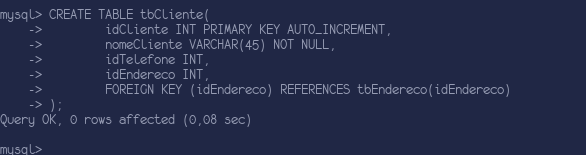 mysql> CREATE TABLE tbCliente(
    ->         idCliente INT PRIMARY KEY AUTO_INCREMENT,
    ->         nomeCliente VARCHAR(45) NOT NULL,
    ->         idTelefone INT,
    ->         idEndereco INT,
    ->         FOREIGN KEY (idEndereco) REFERENCES tbEndereco(idEndereco)
    -> );
Query OK, 0 rows affected (0,08 sec)
mysql>